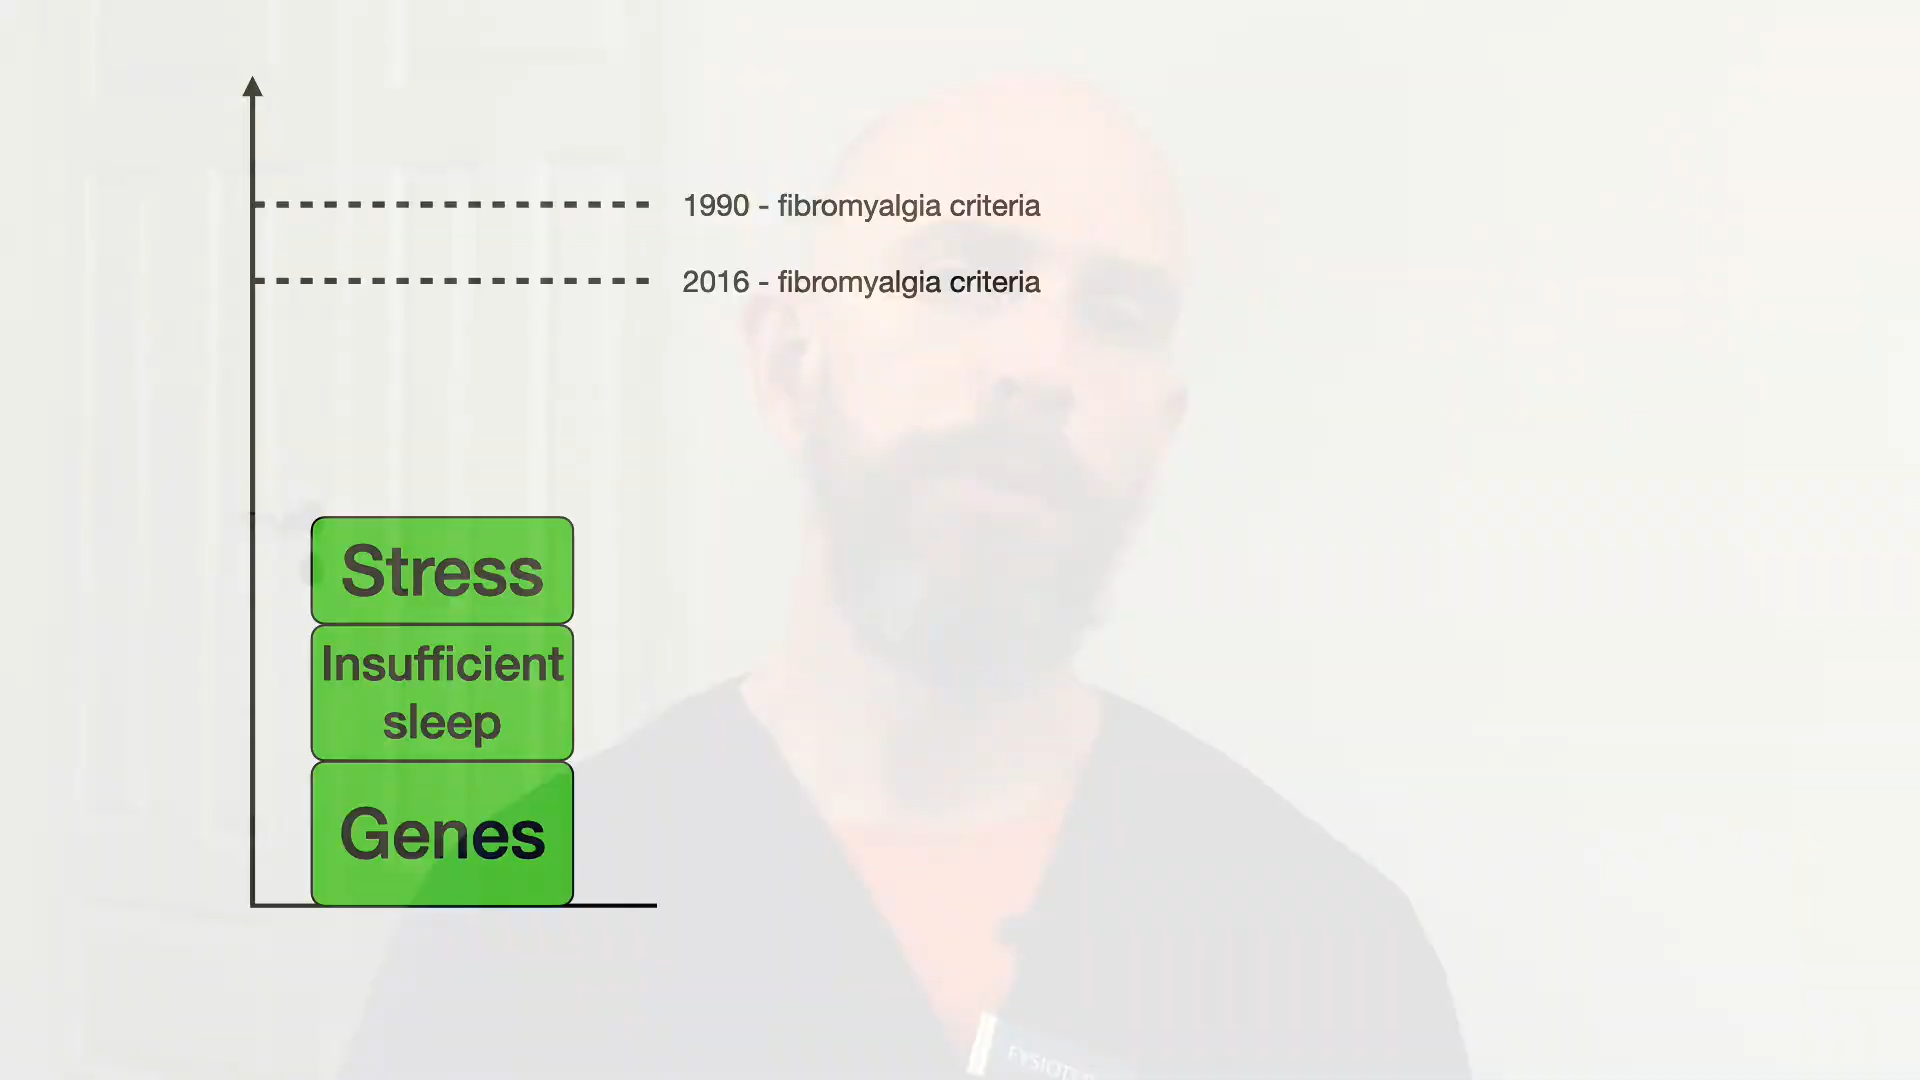 1990 - fibromyalgia criteria
2016 - fibromyalgia criteria
Stress
Insufficient
sleep
Genes